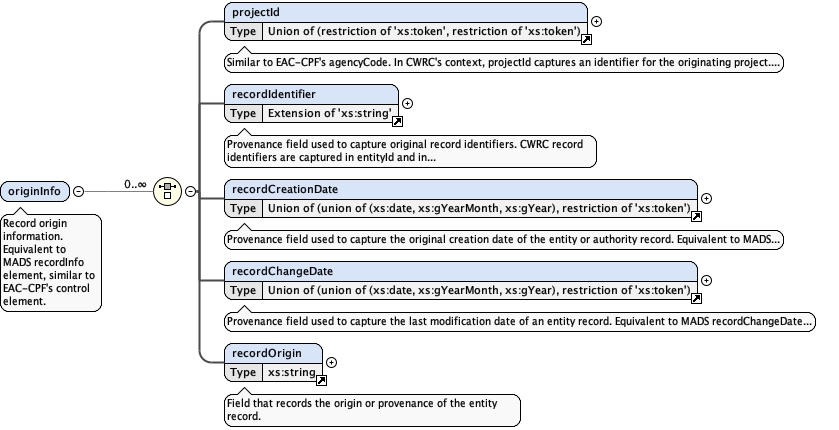 projectId
Type Union of (restriction of 'xs:token', restriction of 'xs:token')
Similar to EAC-CPF's agencyCode. In CWRC's context, projectId captures an identifier for the originating project....
recordIdentifier
Type Extension of 'xs:string'
Provenance field used to capture original record identifiers. CWRC record
identifiers are captured in entityId and in...
originInfo
0..∞
Record origin
information.
Equivalent to
MADS recordInfo
element, similar to
EAC-CPF's control
element.
recordCreationDate
Type Union of (union of (xs:date, xs:gYearMonth, xs:gYear), restriction of 'xs:token')
Provenance field used to capture the original creation date of the entity or authority record. Equivalent to MADS...
recordChangeDate
Type Union of (union of (xs:date, xs:gYearMonth, xs:gYear), restriction of 'xs:token')
Provenance field used to capture the last modification date of an entity record. Equivalent to MADS recordChangeDate...
recordOrigin
Type xs:string
Field that records the origin or provenance of the entity
record.